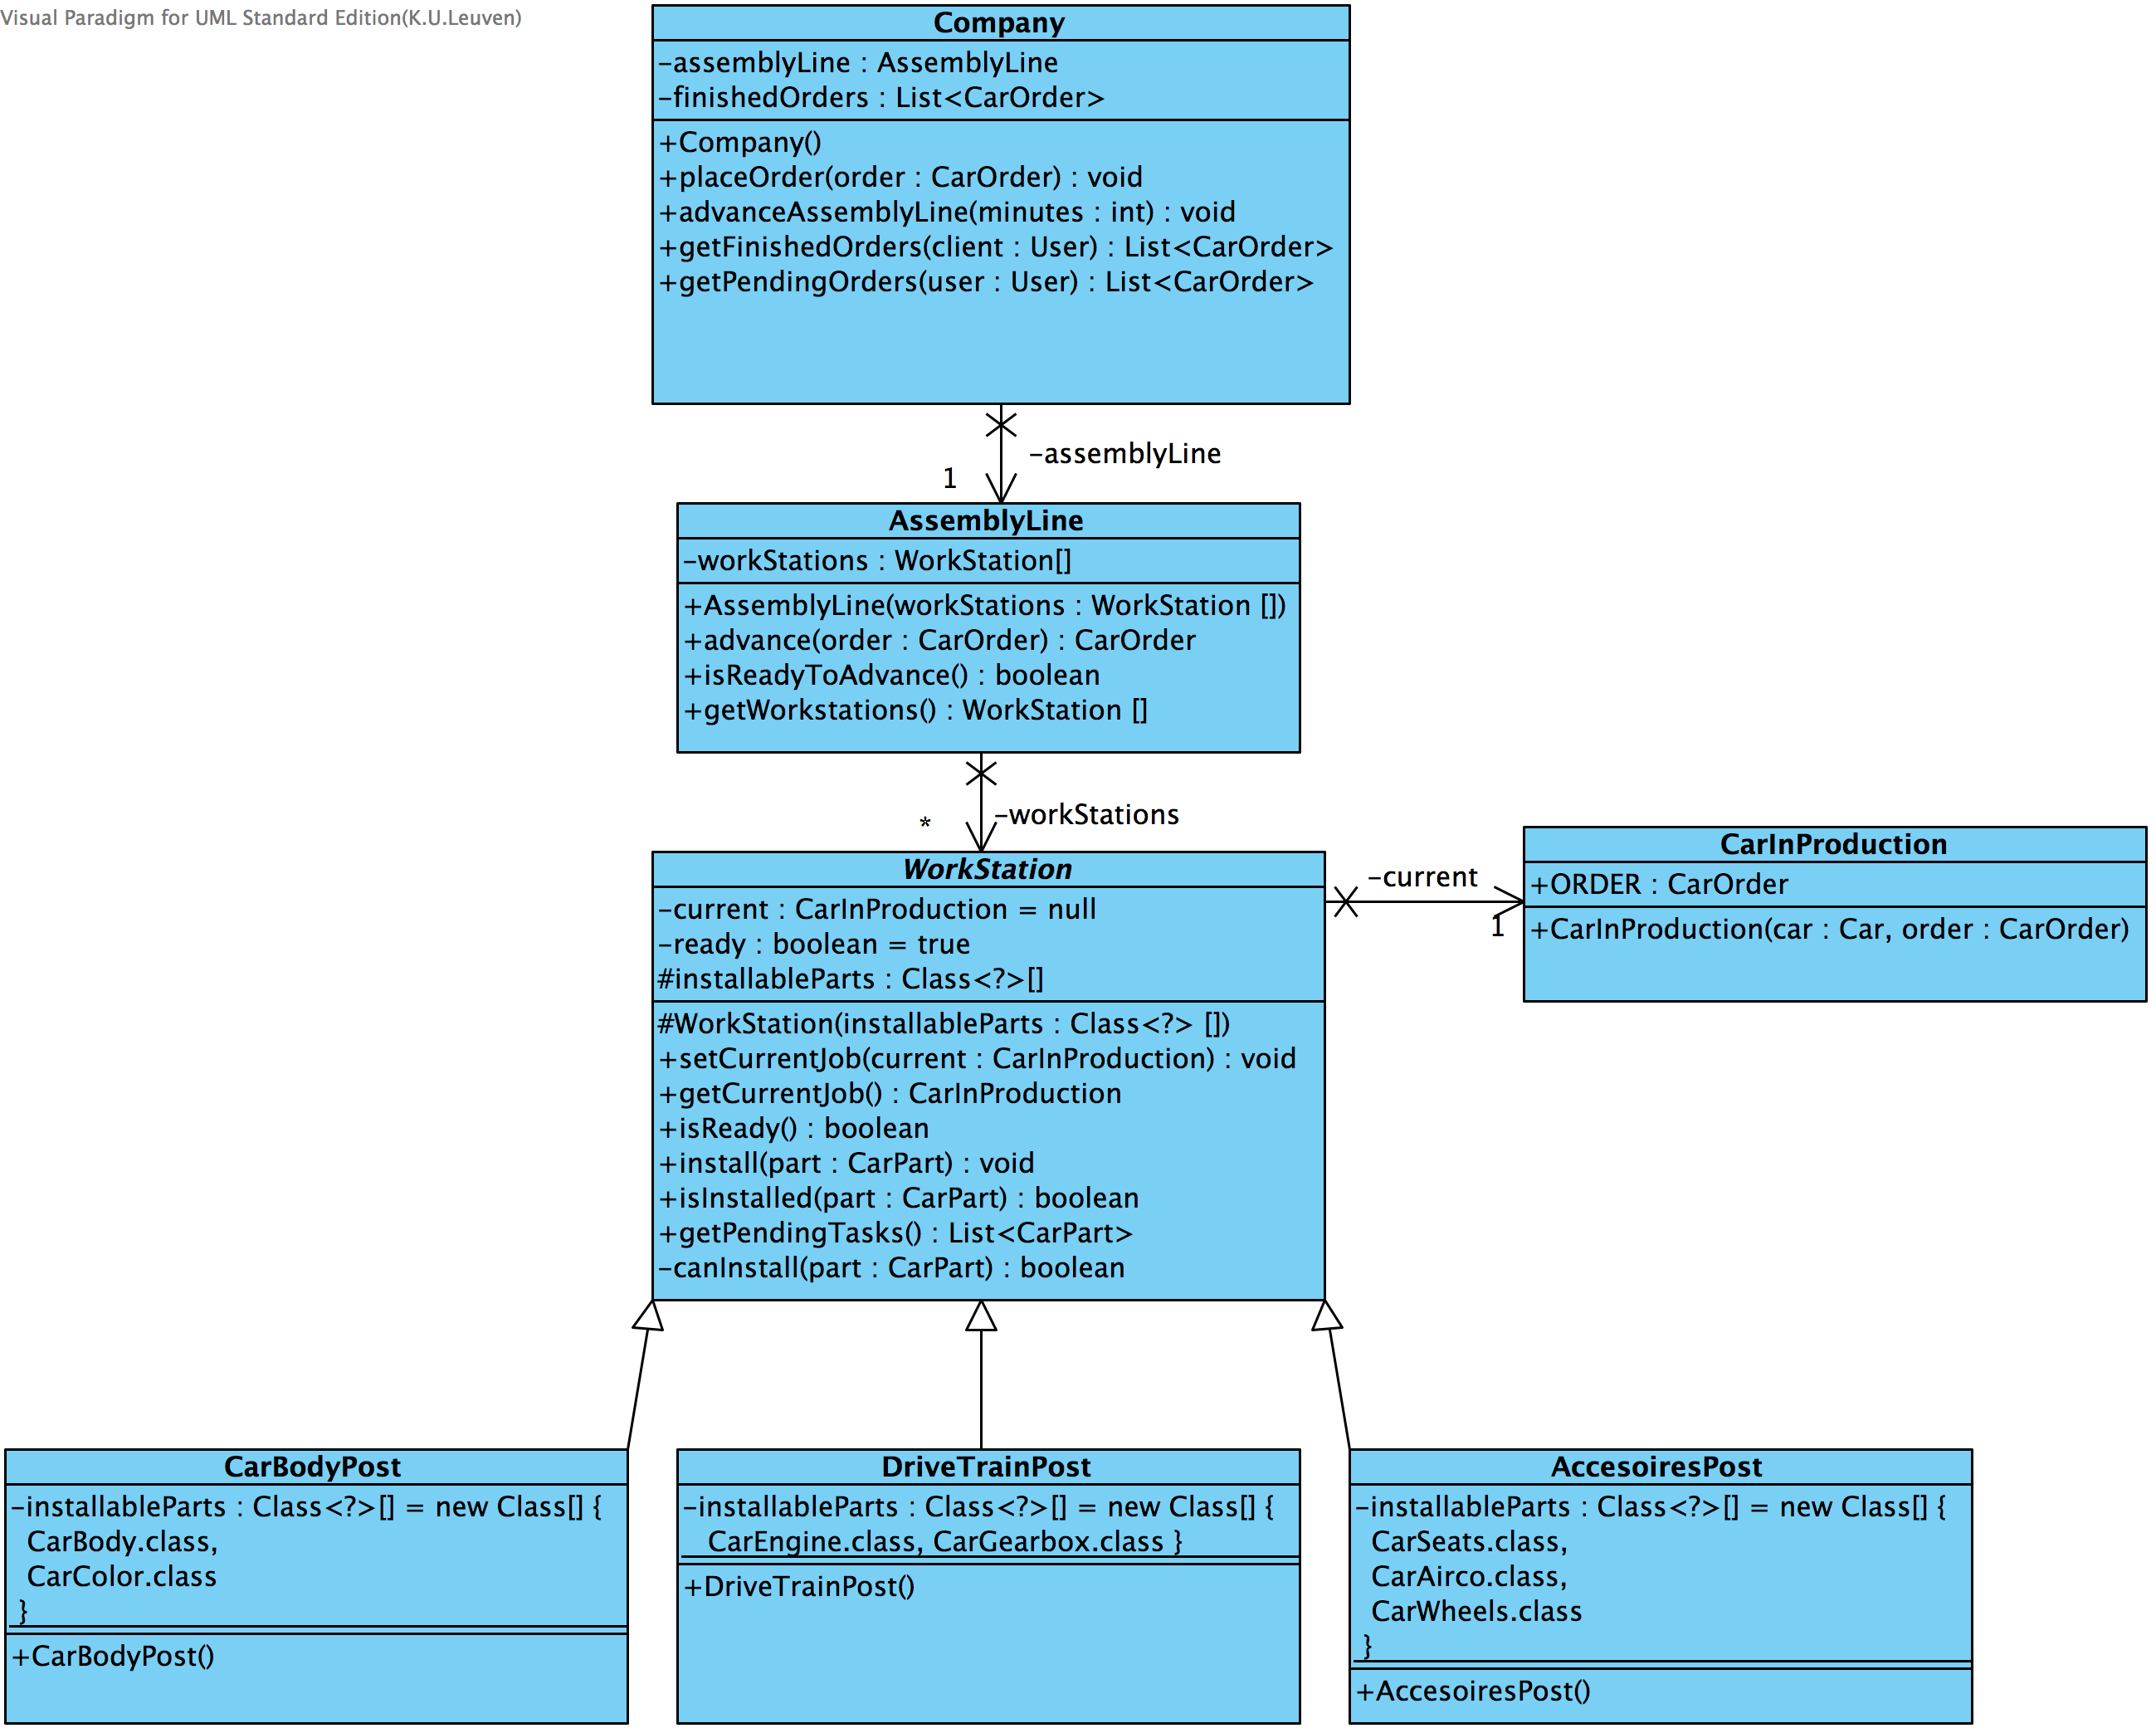 Visual Paradigm for UML Standard Edition(K.U.Leuven)
Company
-assemblyLine : AssemblyLine
-finishedOrders : List<CarOrder>
+Company()
+placeOrder(order : CarOrder) : void
+advanceAssemblyLine(minutes : int) : void
+getFinishedOrders(client : User) : List<CarOrder>
+getPendingOrders(user : User) : List<CarOrder>
-assemblyLine
1
AssemblyLine
-workStations : WorkStation[]
+AssemblyLine(workStations : WorkStation [])
+advance(order : CarOrder) : CarOrder
+isReadyToAdvance() : boolean
+getWorkstations() : WorkStation []
-workStations
*
WorkStation
-current : CarInProduction = null
-ready : boolean = true
#installableParts : Class<?>[]
#WorkStation(installableParts : Class<?> [])
+setCurrentJob(current : CarInProduction) : void
+getCurrentJob() : CarInProduction
+isReady() : boolean
+install(part : CarPart) : void
+isInstalled(part : CarPart) : boolean
+getPendingTasks() : List<CarPart>
-canInstall(part : CarPart) : boolean
-current
1
CarInProduction
+ORDER : CarOrder
+CarInProduction(car : Car, order : CarOrder)
CarBodyPost
-installableParts : Class<?>[] = new Class[] {
CarBody.class,
CarColor.class
}
+CarBodyPost()
DriveTrainPost
-installableParts : Class<?>[] = new Class[] {
CarEngine.class, CarGearbox.class }
+DriveTrainPost()
AccesoiresPost
-installableParts : Class<?>[] = new Class[] {
CarSeats.class,
CarAirco.class,
CarWheels.class
}
+AccesoiresPost()